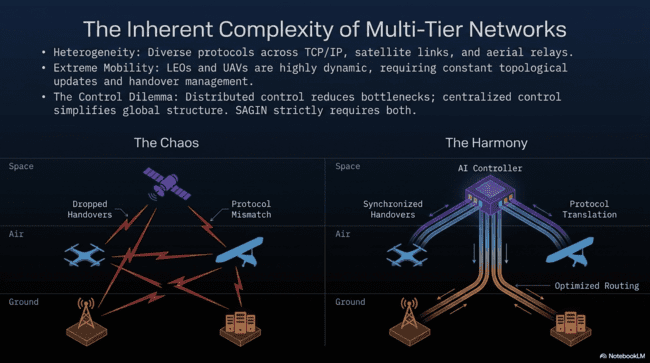 The Inherent Complexity of Multi-Tier Networks
• Heterogeneity: Diverse protocols across TCP/IP, satellite links, and aerial relays.
• Extreme Mobility: LEOs and UAVs are highly dynamic, requiring constant topological
updates and handover management.
• The Control Dilemma: Distributed control reduces bottlenecks; centralized control
simplifies global structure. SAGIN strictly requires both.
The Chaos
Space
Dropped
Handovers
Protocol
Mismatch
Air
Ground
The Harmony
Space
AI Controller
Synchronized
Handovers
Protocol
Translation
Air
Optimized Routing
Ground
NotebookLM